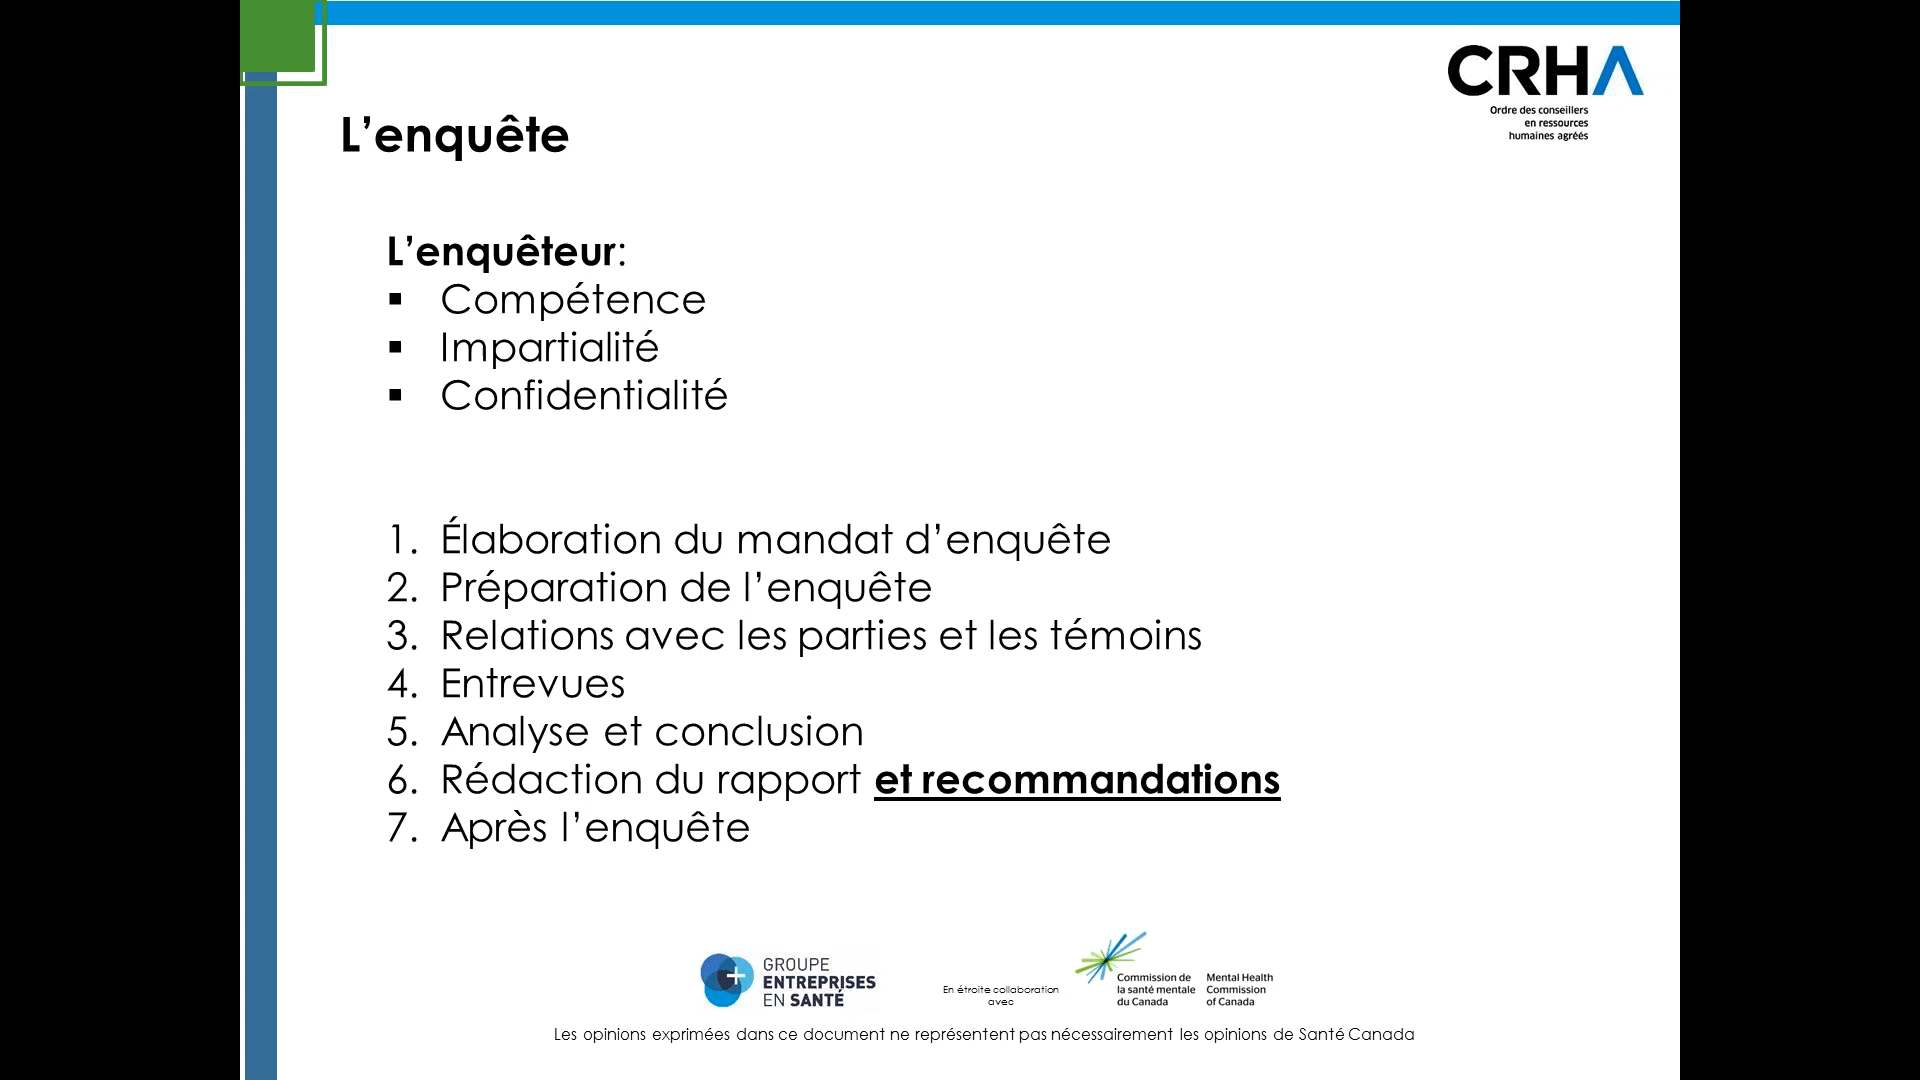 CRHA
Ordre des conseillers
en ressources
humaines agréés
L’enquête
L’enquêteur:
▪ Compétence
▪ Impartialité
▪ Confidentialité
1. Élaboration du mandat d’enquête
2. Préparation de l’enquête
3. Relations avec les parties et les témoins
4. Entrevues
5. Analyse et conclusion
6. Rédaction du rapport et recommandations
7. Après l’enquête
GROUPE
ENTREPRISES
EN SANTÉ
En étroite collaboration
avec
Commission de
la santé mentale
du Canada
Mental Health
Commission
of Canada
Les opinions exprimées dans ce document ne représentent pas nécessairement les opinions de Santé Canada